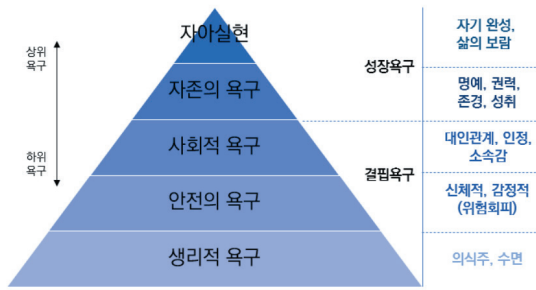 자아실현
자기 완성,
삶의 보람
상위
욕구
성장욕구
자존의 욕구
명예, 권력,
존경, 성취
사회적 욕구
대인관계, 인정,
소속감
하위
욕구
결핍욕구
안전의 욕구
신체적, 감정적
(위험회피)
생리적 욕구
의식주, 수면